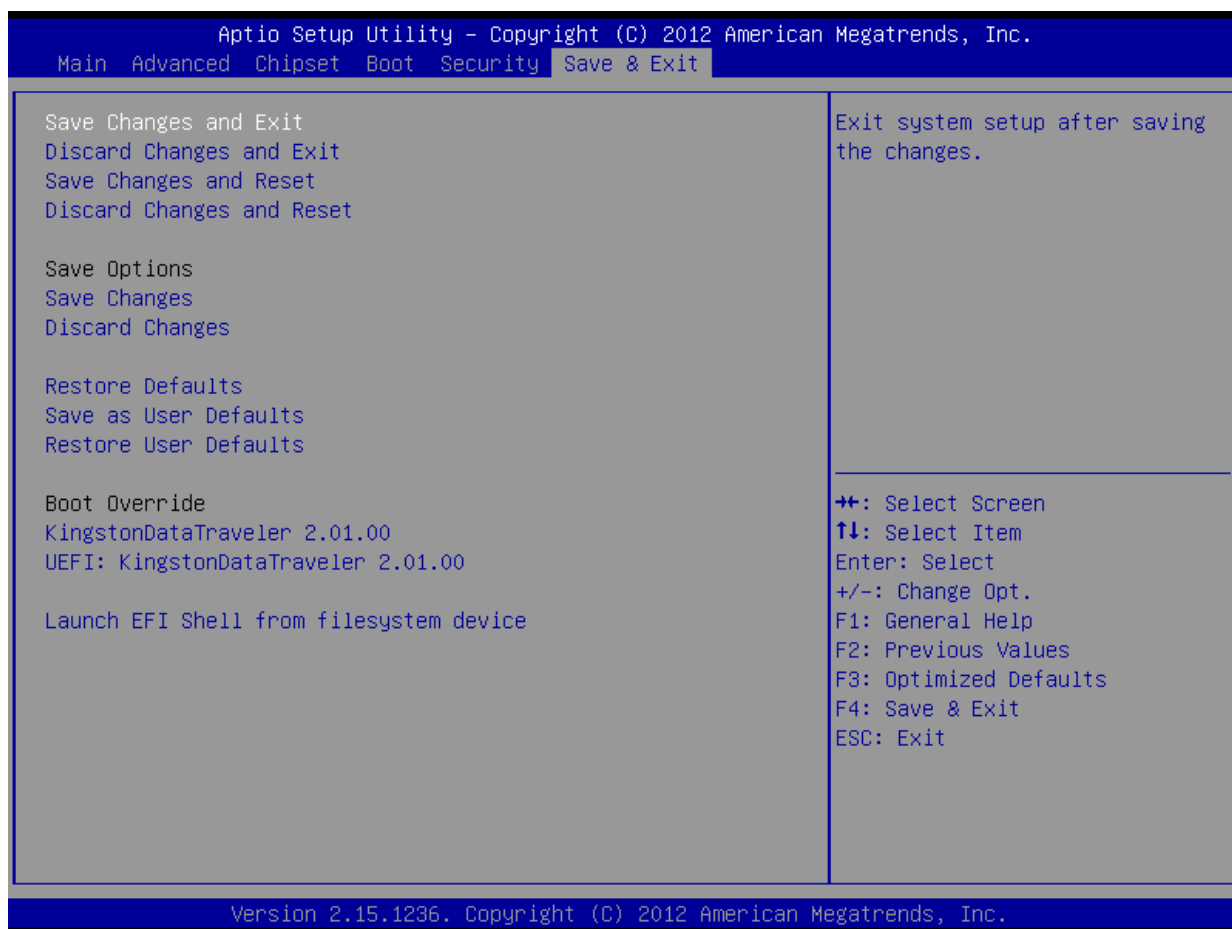 Aptio Setup Utility – Copyright (C) 2012 American Megatrends, Inc.
Main Advanced Chipset Boot Security Save & Exit
Save Changes and Exit
Discard Changes and Exit
Save Changes and Reset
Discard Changes and Reset
Save Options
Save Changes
Discard Changes
Restore Defaults
Save as User Defaults
Restore User Defaults
Boot Override
KingstonDataTraveler 2.01.00
UEFI: KingstonDataTraveler 2.01.00
Launch EFI Shell from filesystem device
Exit system setup after saving
the changes.
→←: Select Screen
↑↓: Select Item
Enter: Select
+/-: Change Opt.
F1: General Help
F2: Previous Values
F3: Optimized Defaults
F4: Save & Exit
ESC: Exit
Version 2.15.1236. Copyright (C) 2012 American Megatrends, Inc.